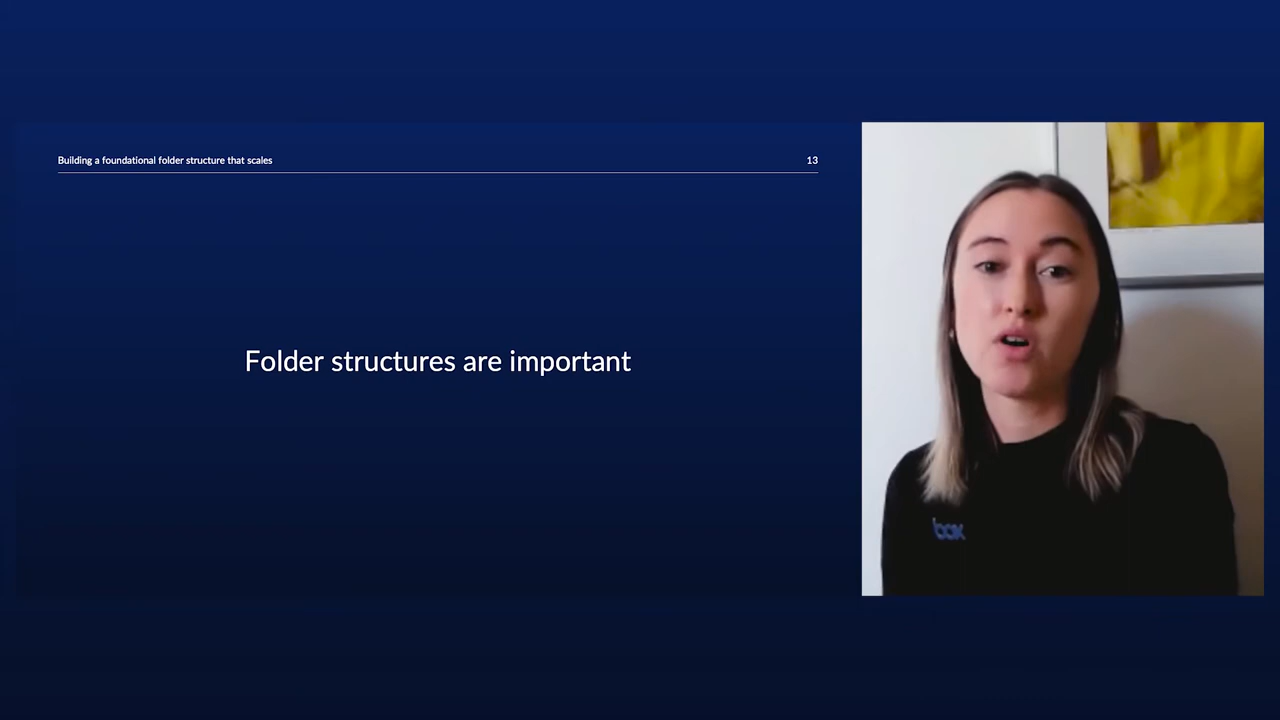 Building a foundational folder structure that scales
13
Folder structures are important
box